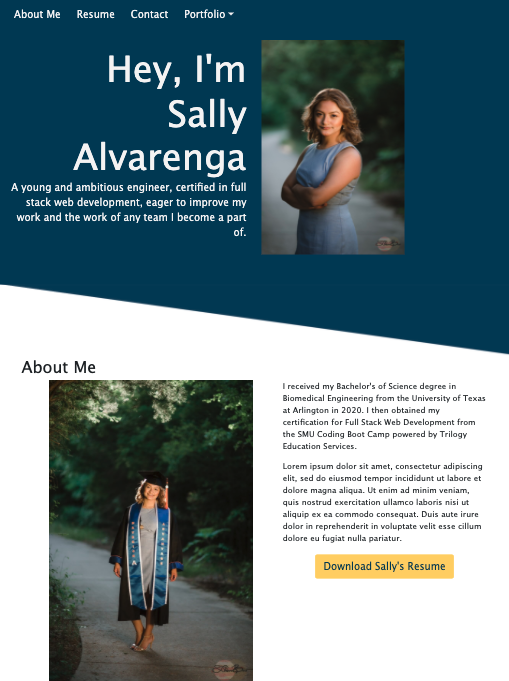 About Me Resume Contact Portfolio
Hey, I'm
Sally
Alvarenga
A young and ambitious engineer, certified in full
stack web development, eager to improve my
work and the work of any team I become a part
of.
About Me
I received my Bachelor's of Science degree in
Biomedical Engineering from the University of Texas
at Arlington in 2020. I then obtained my
certification for Full Stack Web Development from
the SMU Coding Boot Camp powered by Trilogy
Education Services.
Lorem ipsum dolor sit amet, consectetur adipiscing
elit, sed do eiusmod tempor incididunt ut labore et
dolore magna aliqua. Ut enim ad minim veniam,
quis nostrud exercitation ullamco laboris nisi ut
aliquip ex ea commodo consequat. Duis aute irure
dolor in reprehenderit in voluptate velit esse cillum
dolore eu fugiat nulla pariatur.
Download Sally's Resume